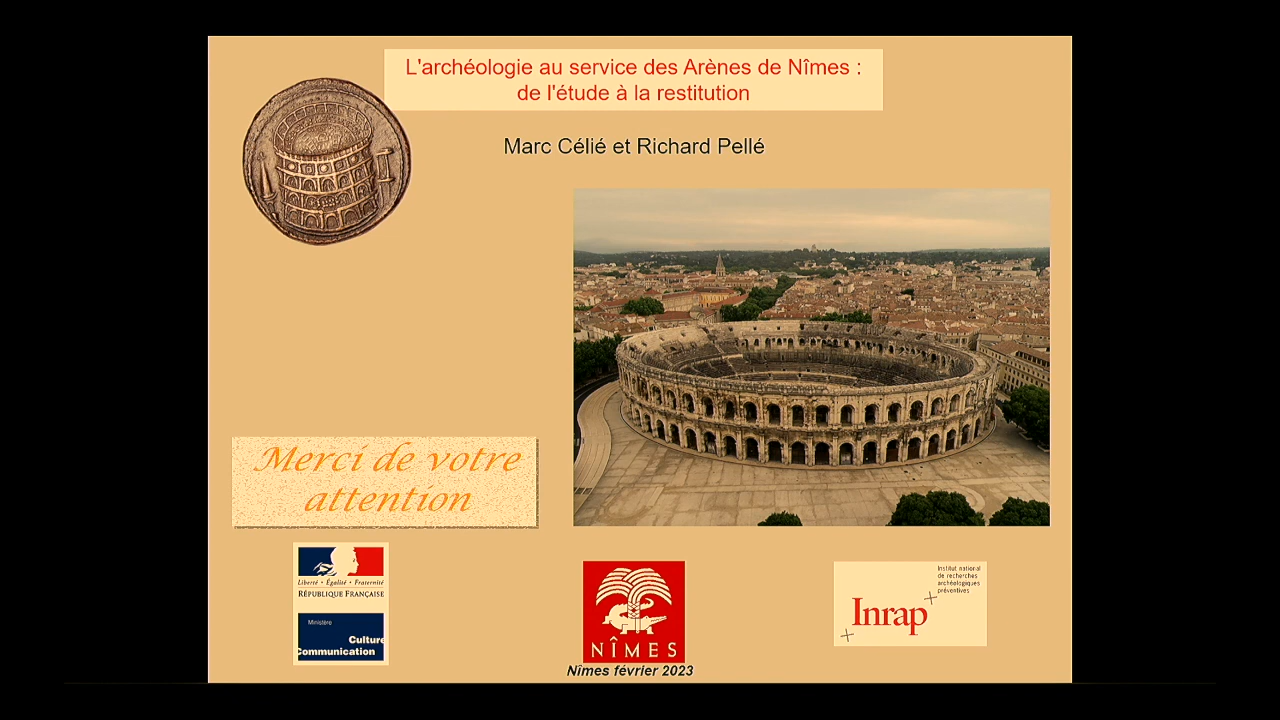 L'archéologie au service des Arènes de Nîmes :
de l'étude à la restitution
Marc Célié et Richard Pellé
Merci de votre
attention
Liberté • Égalité • Fraternité
RÉPUBLIQUE FRANÇAISE
Ministère
Culture
Communication
NÎMES
Nîmes février 2023
Institut national
de recherches
archéologiques
préventives
Inrap